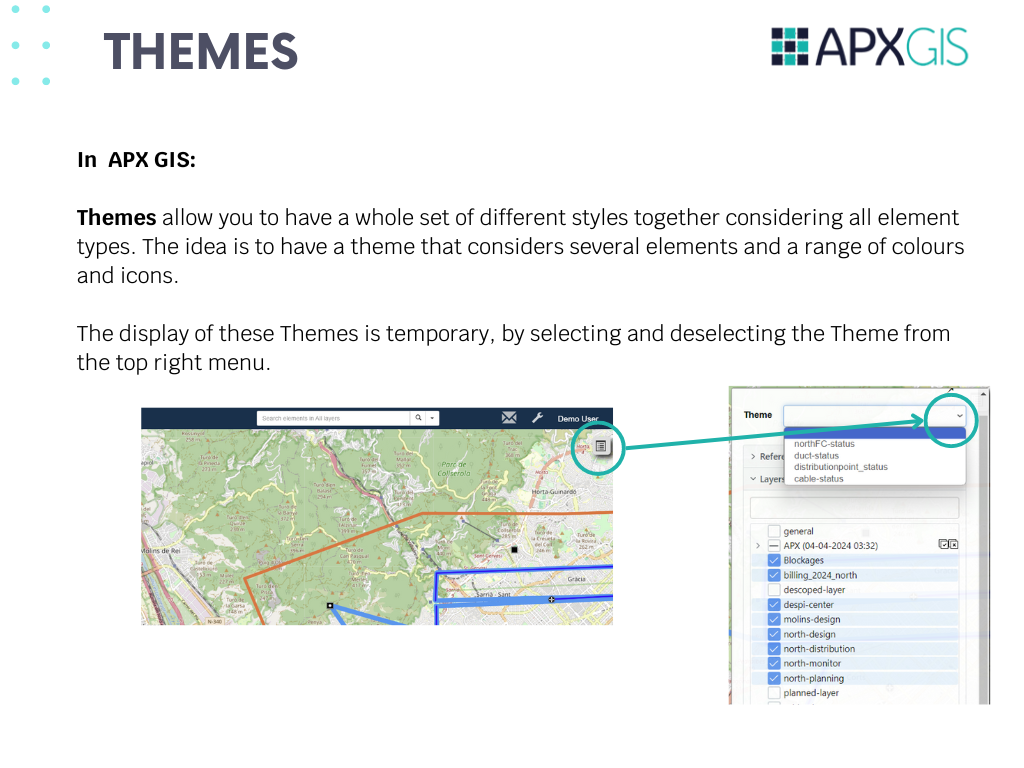 THEMES
APXGIS
In APX GIS:
Themes allow you to have a whole set of different styles together considering all element
types. The idea is to have a theme that considers several elements and a range of colours
and icons.
The display of these Themes is temporary, by selecting and deselecting the Theme from
the top right menu.
Search elements in All layers
Demo User
Parc de
Collserola
Horta-Guinardó
Molins de Rei
Gràcia
Sarrià - Sant
N-340
Theme
northFC-status
duct-status
distributionpoint_status
cable-status
Refere
Layers
general
APX (04-04-2024 03:32)
Blockages
billing_2024_north
descoped-layer
despi-center
molins-design
north-design
north-distribution
north-monitor
north-planning
planned-layer